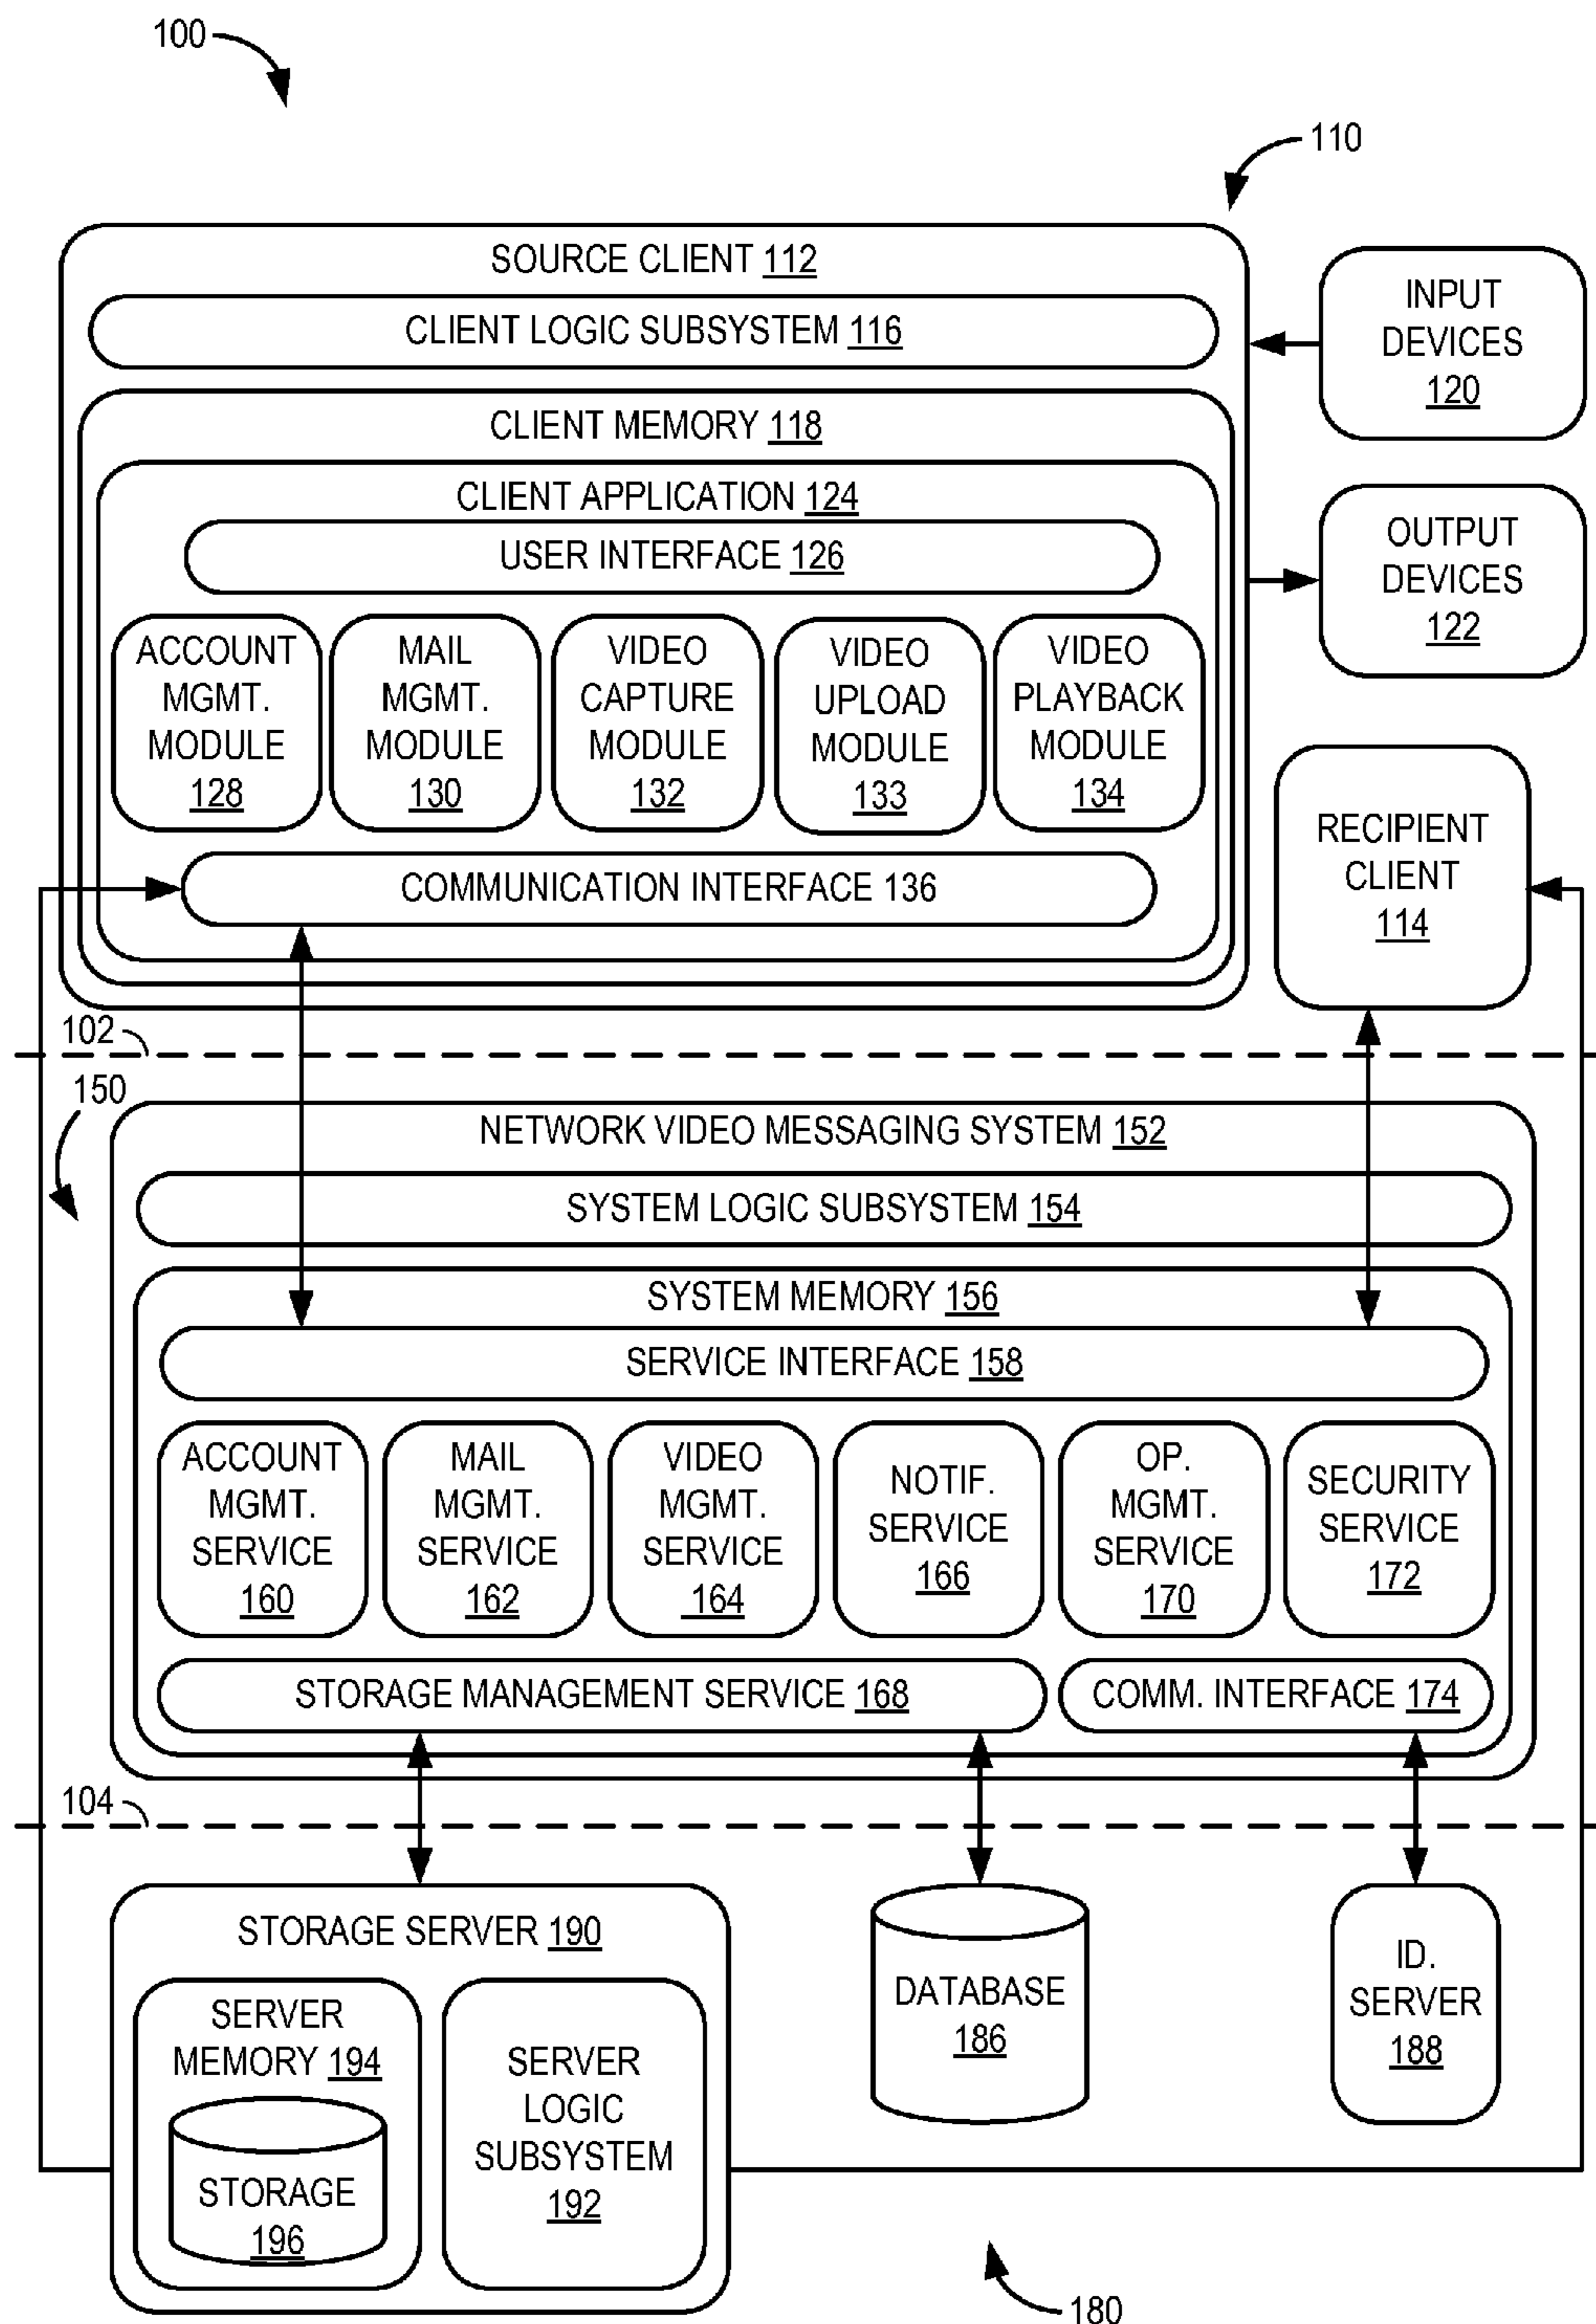 100
110
SOURCE CLIENT 112
CLIENT LOGIC SUBSYSTEM 116
CLIENT MEMORY 118
CLIENT APPLICATION 124
USER INTERFACE 126
ACCOUNT
MGMT.
MODULE
128
MAIL
MGMT.
MODULE
130
VIDEO
CAPTURE
MODULE
132
VIDEO
UPLOAD
MODULE
133
VIDEO
PLAYBACK
MODULE
134
COMMUNICATION INTERFACE 136
INPUT
DEVICES
120
OUTPUT
DEVICES
122
RECIPIENT
CLIENT
114
102
150
NETWORK VIDEO MESSAGING SYSTEM 152
SYSTEM LOGIC SUBSYSTEM 154
SYSTEM MEMORY 156
SERVICE INTERFACE 158
ACCOUNT
MGMT.
SERVICE
160
MAIL
MGMT.
SERVICE
162
VIDEO
MGMT.
SERVICE
164
NOTIF.
SERVICE
166
OP.
MGMT.
SERVICE
170
SECURITY
SERVICE
172
STORAGE MANAGEMENT SERVICE 168
COMM. INTERFACE 174
104
STORAGE SERVER 190
SERVER
MEMORY 194
STORAGE
196
SERVER
LOGIC
SUBSYSTEM
192
DATABASE
186
ID.
SERVER
188
180